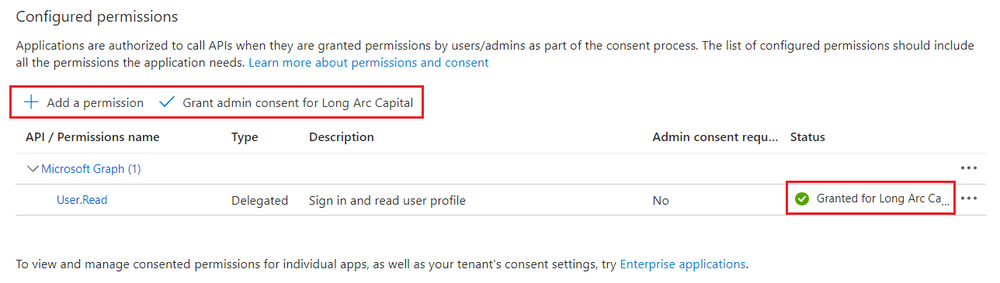 Configured permissions
Applications are authorized to call APIs when they are granted permissions by users/admins as part of the consent process. The list of configured permissions should include
all the permissions the application needs. Learn more about permissions and consent
Add a permission Grant admin consent for Long Arc Capital
API / Permissions name Type Description Admin consent requ... Status
Microsoft Graph (1)
User.Read Delegated Sign in and read user profile No Granted for Long Arc Ca...
To view and manage consented permissions for individual apps, as well as your tenant's consent settings, try Enterprise applications.